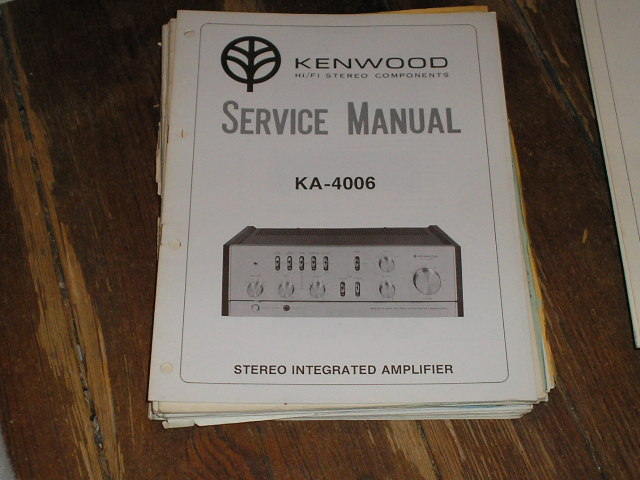 KENWOOD
HI/FI STEREO COMPONENTS
SERVICE MANUAL
KA-4006
STEREO INTEGRATED AMPLIFIER